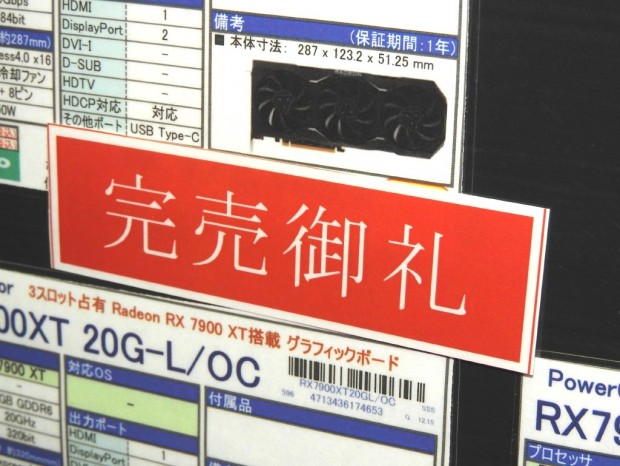 84bit
約287mm)
ess4.0 x16
冷却ファン
+ 8ピン
0W
HDMI 1
DisplayPort 2
DVI-I
D-SUB
HDTV
HDCP対応 対応
その他ポート USB Type-C
備考 (保証期間:1年)
■ 本体寸法: 287 x 123.2 x 51.25 mm
完売御礼
or 3スロット占有 Radeon RX 7900 XT搭載 グラフィックボード
00XT 20G-L/OC
RX7900XT20GL/OC
4713436174653
7900 XT
GB GDDR6
20GHz
320bit
対応OS
出力ポート
HDMI
DisplayPort
付属品
PowerC
RX79
プロセッサ